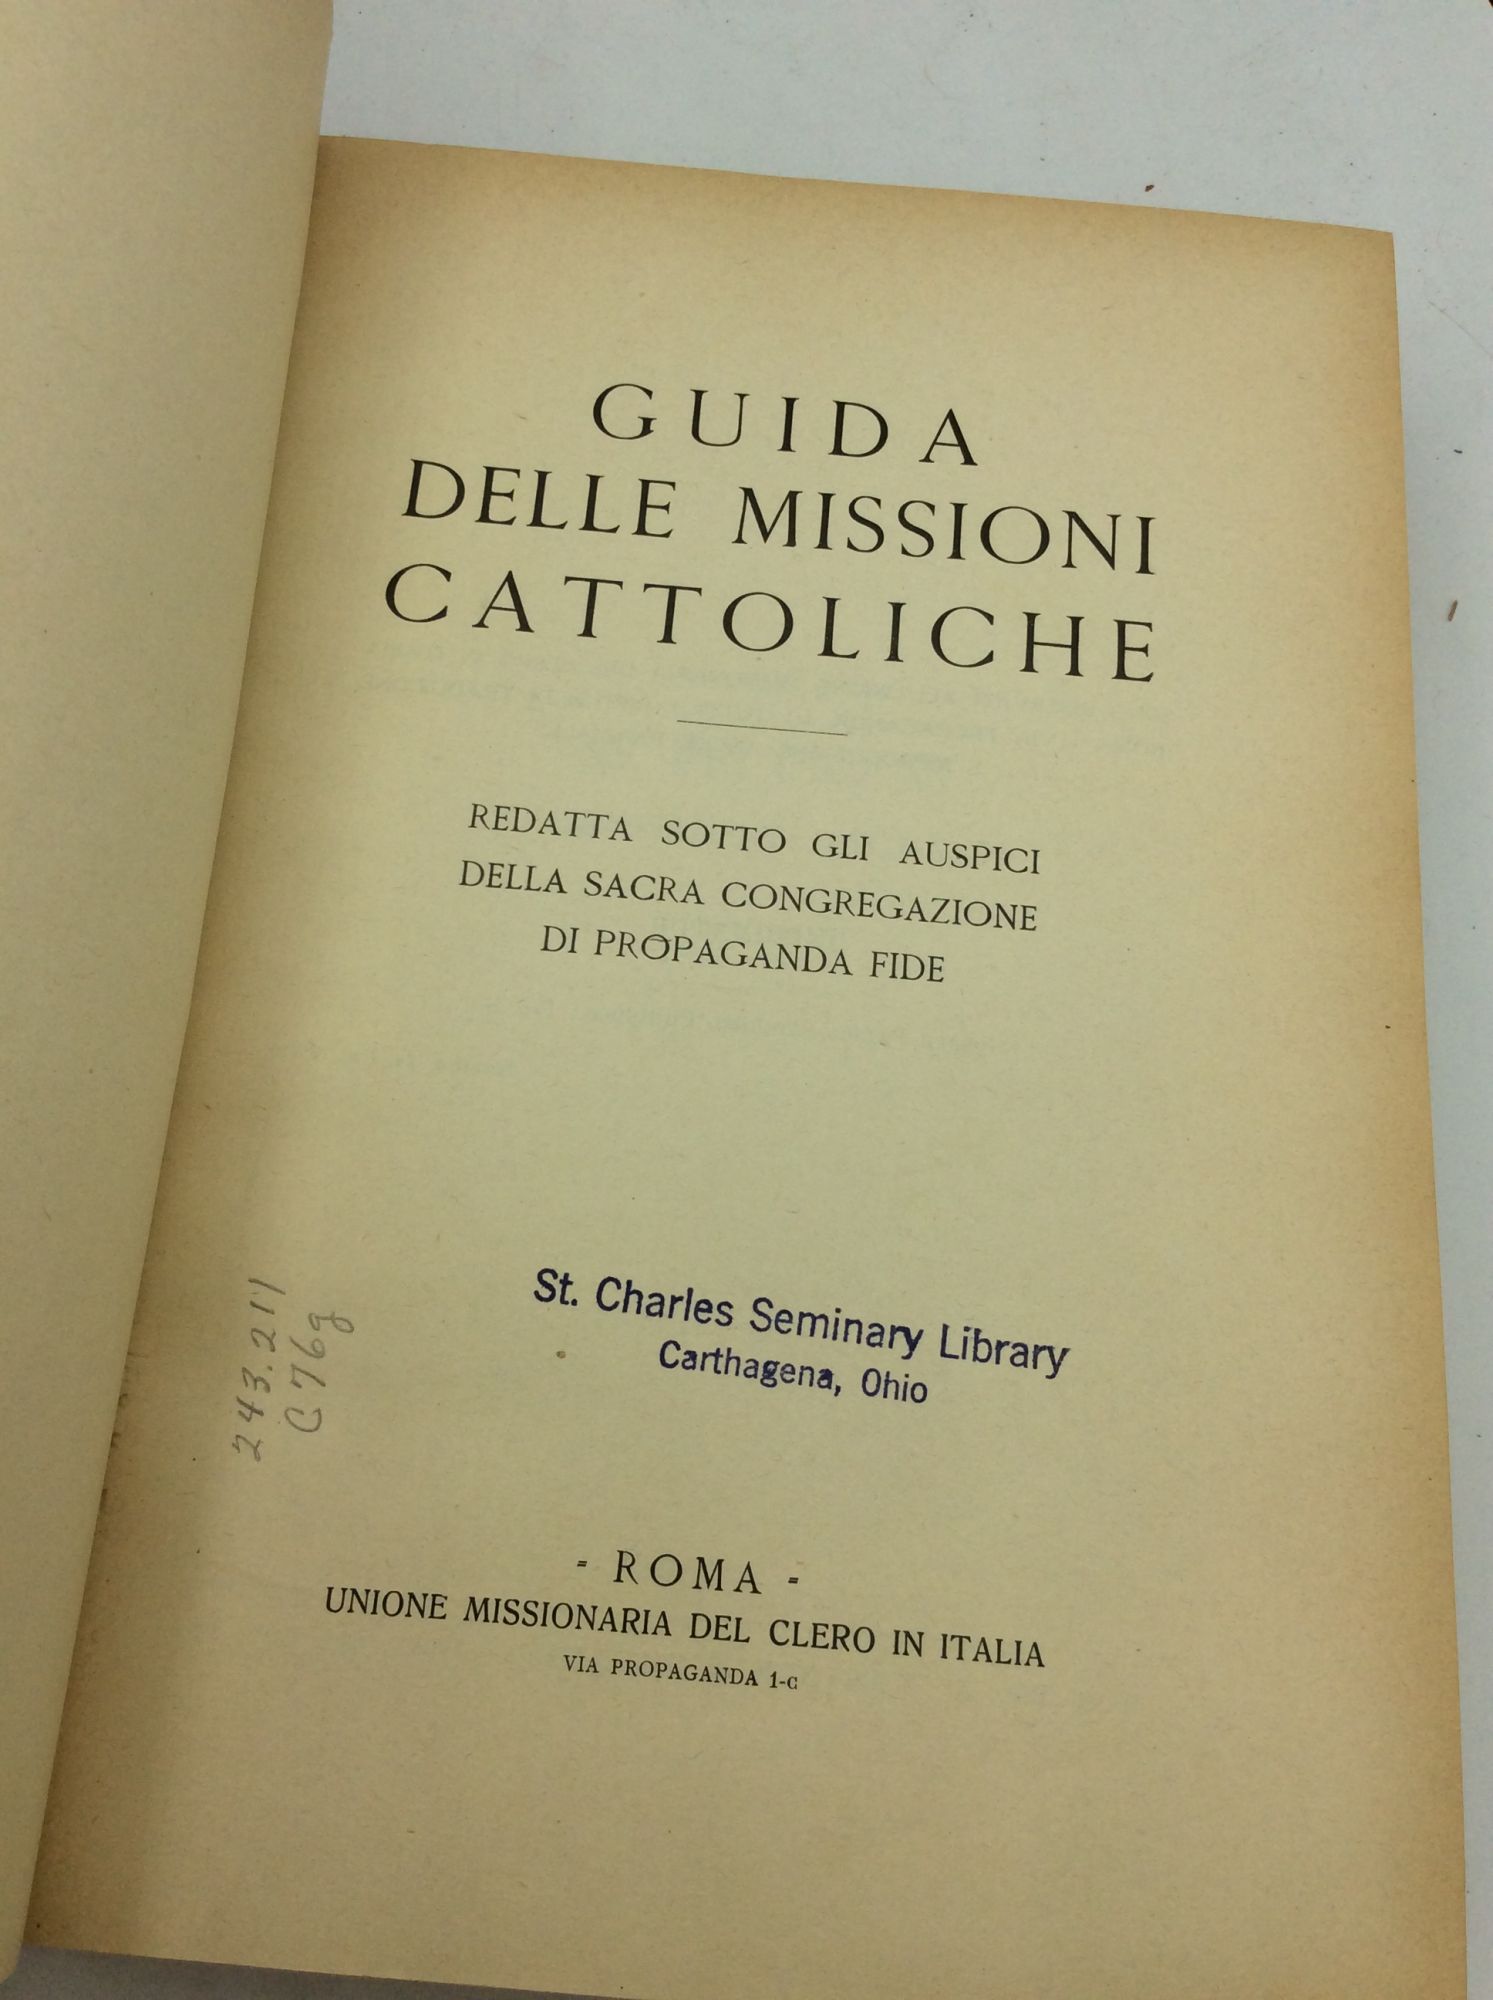 GUIDA
DELLE MISSIONI
CATTOLICHE
REDATTA SOTTO GLI AUSPICI
DELLA SACRA CONGREGAZIONE
DI PROPAGANDA FIDE
St. Charles Seminary Library
Carthagena, Ohio
243.211
C76g
- ROMA -
UNIONE MISSIONARIA DEL CLERO IN ITALIA
VIA PROPAGANDA 1-c